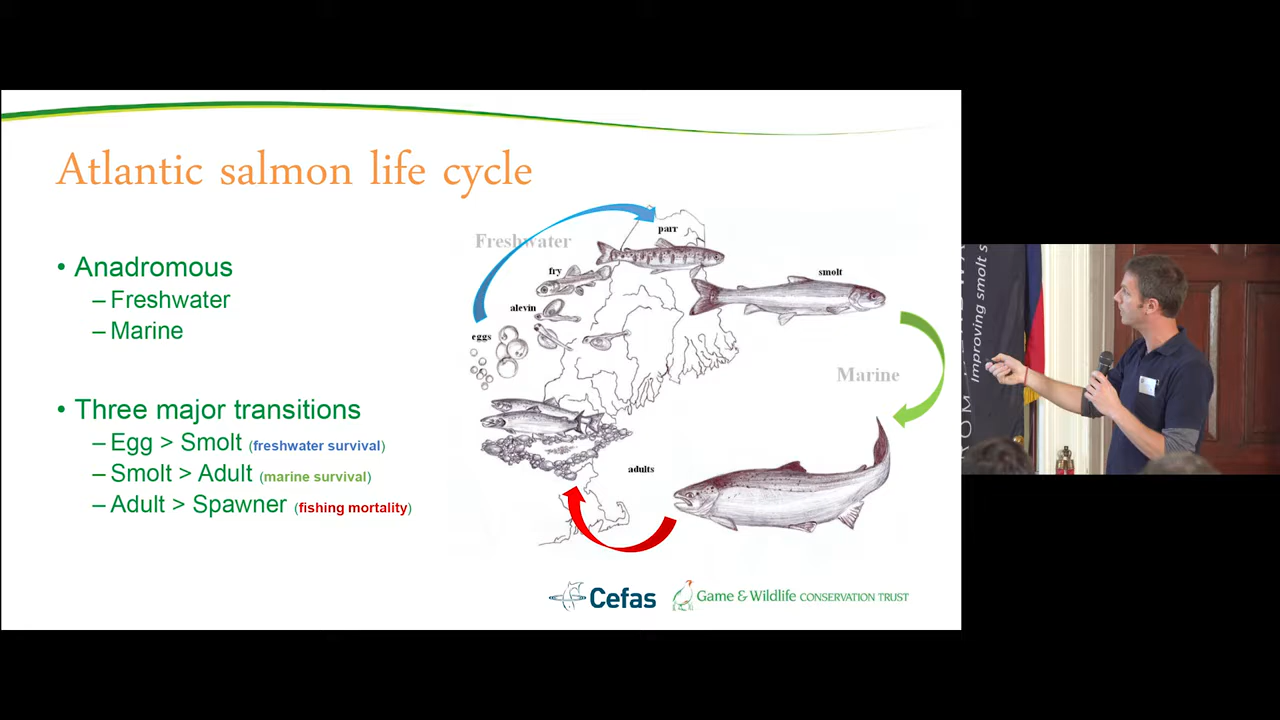 Atlantic salmon life cycle
• Anadromous
– Freshwater
– Marine
• Three major transitions
– Egg > Smolt (freshwater survival)
– Smolt > Adult (marine survival)
– Adult > Spawner (fishing mortality)
Freshwater
parr
fry
smolt
alevin
eggs
Marine
adults
Cefas
Game & Wildlife CONSERVATION TRUST
Improving smolt s